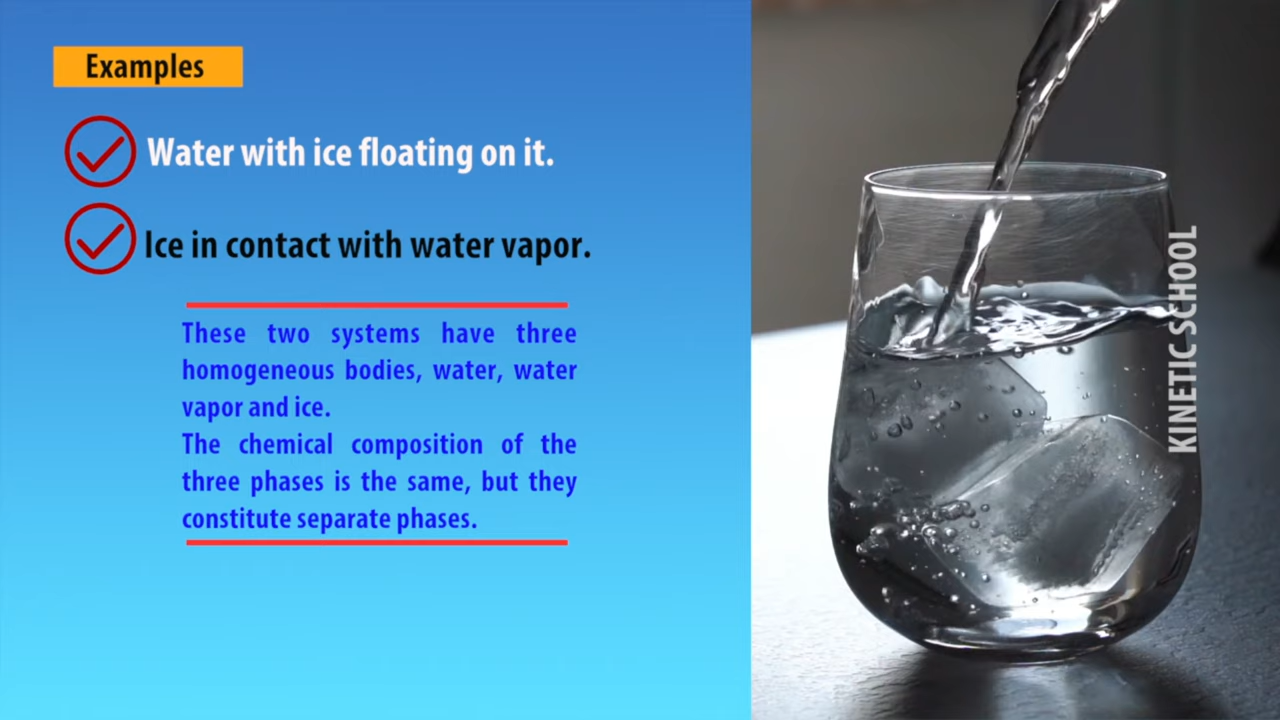 Examples
Water with ice floating on it.
Ice in contact with water vapor.
These two systems have three
homogeneous bodies, water, water
vapor and ice.
The chemical composition of the
three phases is the same, but they
constitute separate phases.
KINETIC SCHOOL